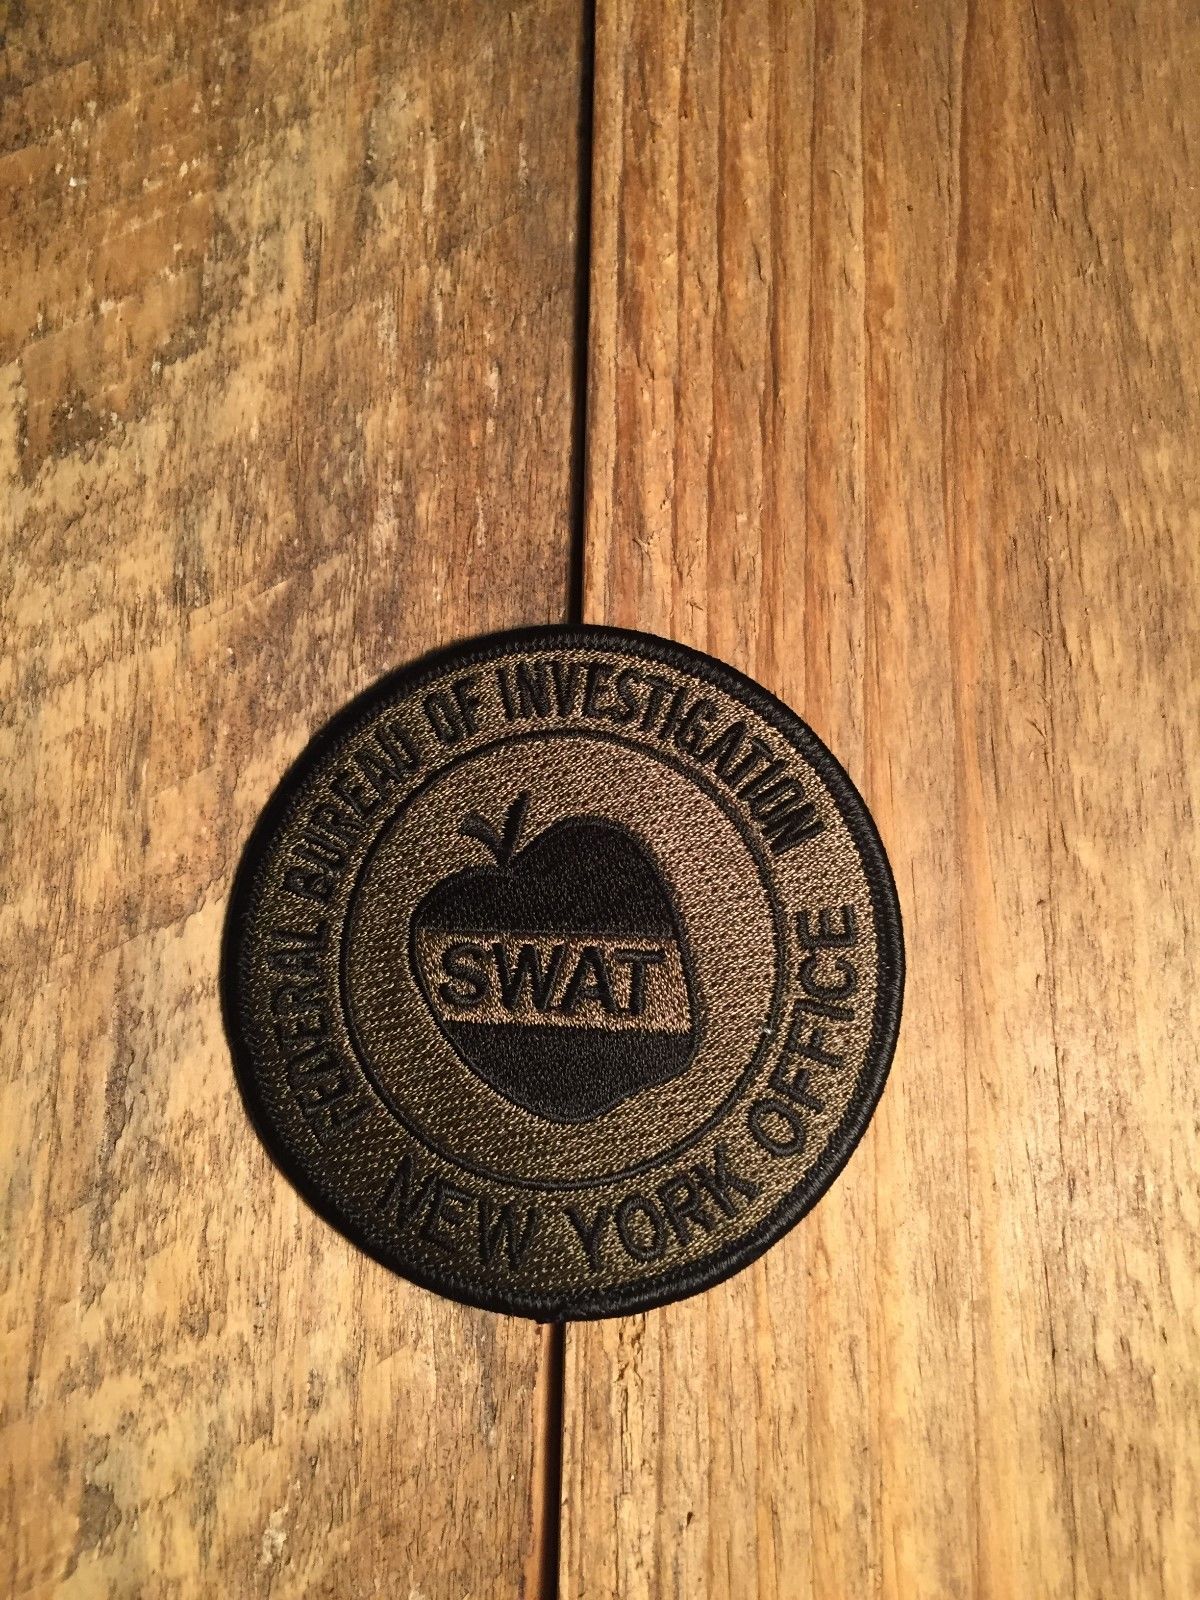 FEDERAL BUREAU OF INVESTIGATION
SWAT
NEW YORK OFFICE